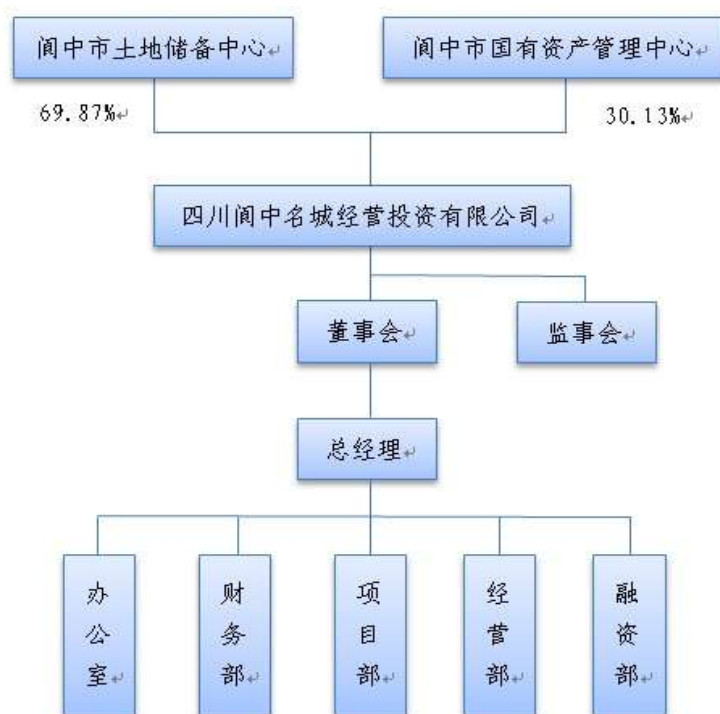 阆中市土地储备中心
阆中市国有资产管理中心
69.87%
30.13%
四川阆中名城经营投资有限公司
董事会
监事会
总经理
办公室
财务部
项目部
经营部
融资部